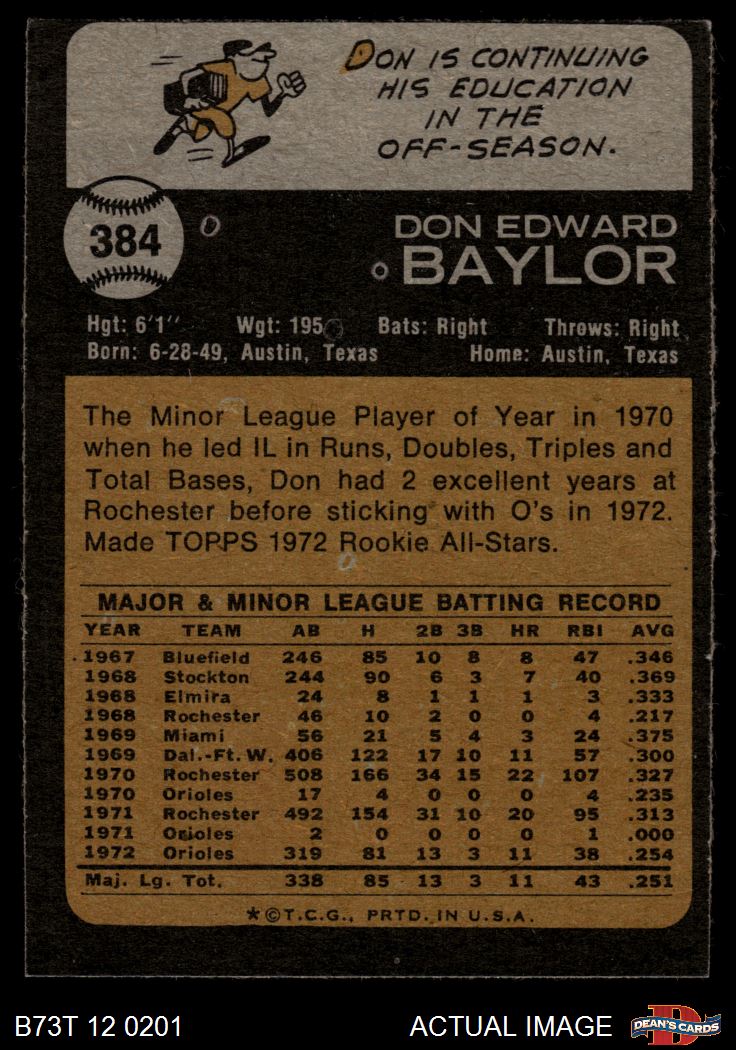 DON IS CONTINUING
HIS EDUCATION
IN THE
OFF-SEASON.
384
DON EDWARD
BAYLOR
Hgt: 6'1" Wgt: 195 Bats: Right Throws: Right
Born: 6-28-49, Austin, Texas Home: Austin, Texas
The Minor League Player of Year in 1970
when he led IL in Runs, Doubles, Triples and
Total Bases, Don had 2 excellent years at
Rochester before sticking with O's in 1972.
Made TOPPS 1972 Rookie All-Stars.
MAJOR & MINOR LEAGUE BATTING RECORD
YEAR TEAM AB H 2B 3B HR RBI AVG
1967 Bluefield 246 85 10 8 8 47 .346
1968 Stockton 244 90 6 3 7 40 .369
1968 Elmira 24 8 1 1 1 3 .333
1968 Rochester 46 10 2 0 0 4 .217
1969 Miami 56 21 5 4 3 24 .375
1969 Dal.-Ft. W. 406 122 17 10 11 57 .300
1970 Rochester 508 166 34 15 22 107 .327
1970 Orioles 17 4 0 0 0 4 .235
1971 Rochester 492 154 31 10 20 95 .313
1971 Orioles 2 0 0 0 0 1 .000
1972 Orioles 319 81 13 3 11 38 .254
Maj. Lg. Tot. 338 85 13 3 11 43 .251
*©T.C.G., PRTD. IN U.S.A.
B73T 12 0201 ACTUAL IMAGE D DEAN'S CARDS